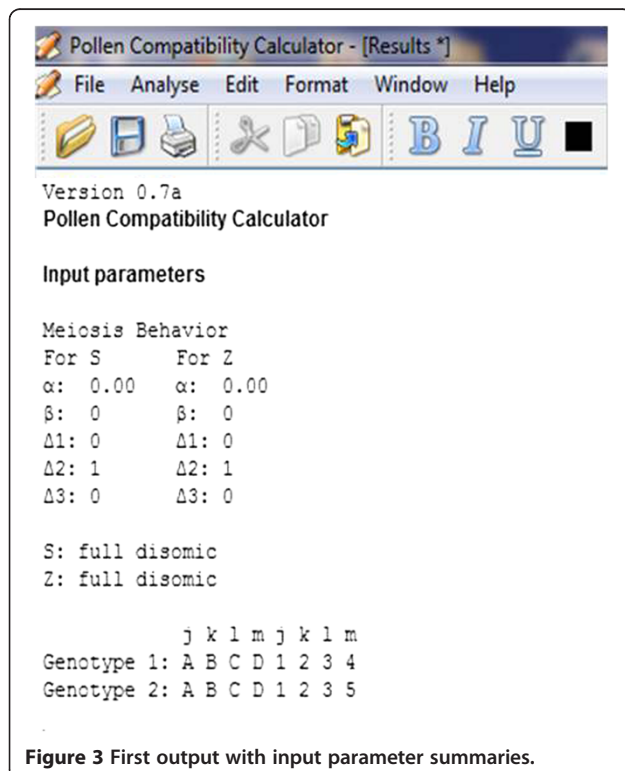 Pollen Compatibility Calculator - [Results *]
File Analyse Edit Format Window Help
B I U
Version 0.7a
Pollen Compatibility Calculator
Input parameters
Meiosis Behavior
For S For Z
α: 0.00 α: 0.00
β: 0 β: 0
Δ1: 0 Δ1: 0
Δ2: 1 Δ2: 1
Δ3: 0 Δ3: 0
S: full disomic
Z: full disomic
j k l m j k l m
Genotype 1: A B C D 1 2 3 4
Genotype 2: A B C D 1 2 3 5
Figure 3 First output with input parameter summaries.